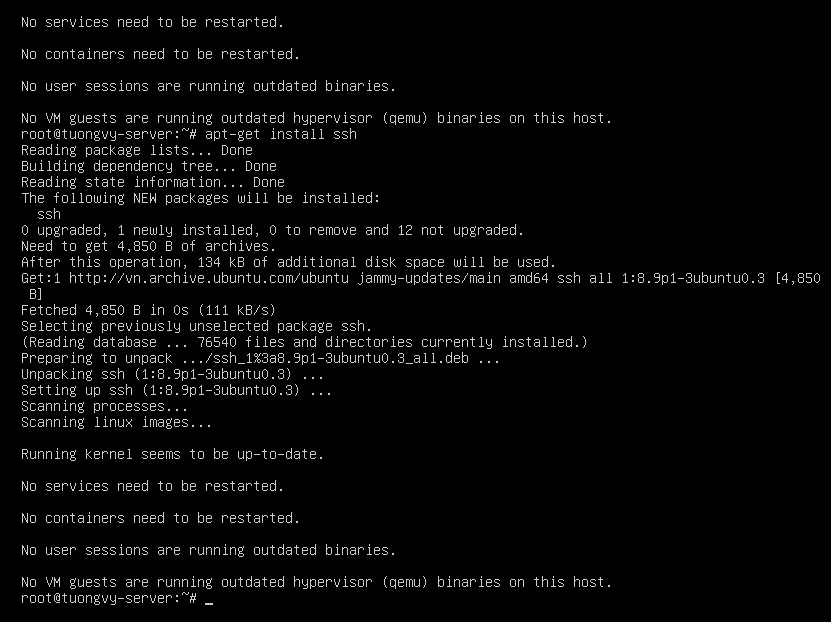 No services need to be restarted.
No containers need to be restarted.
No user sessions are running outdated binaries.
No VM guests are running outdated hypervisor (qemu) binaries on this host.
root@tuongvy-server:~# apt-get install ssh
Reading package lists... Done
Building dependency tree... Done
Reading state information... Done
The following NEW packages will be installed:
  ssh
0 upgraded, 1 newly installed, 0 to remove and 12 not upgraded.
Need to get 4,850 B of archives.
After this operation, 134 kB of additional disk space will be used.
Get:1 http://vn.archive.ubuntu.com/ubuntu jammy-updates/main amd64 ssh all 1:8.9p1-3ubuntu0.3 [4,850
 B]
Fetched 4,850 B in 0s (111 kB/s)
Selecting previously unselected package ssh.
(Reading database ... 76540 files and directories currently installed.)
Preparing to unpack .../ssh_1%3a8.9p1-3ubuntu0.3_all.deb ...
Unpacking ssh (1:8.9p1-3ubuntu0.3) ...
Setting up ssh (1:8.9p1-3ubuntu0.3) ...
Scanning processes...
Scanning linux images...
Running kernel seems to be up-to-date.
No services need to be restarted.
No containers need to be restarted.
No user sessions are running outdated binaries.
No VM guests are running outdated hypervisor (qemu) binaries on this host.
root@tuongvy-server:~# _